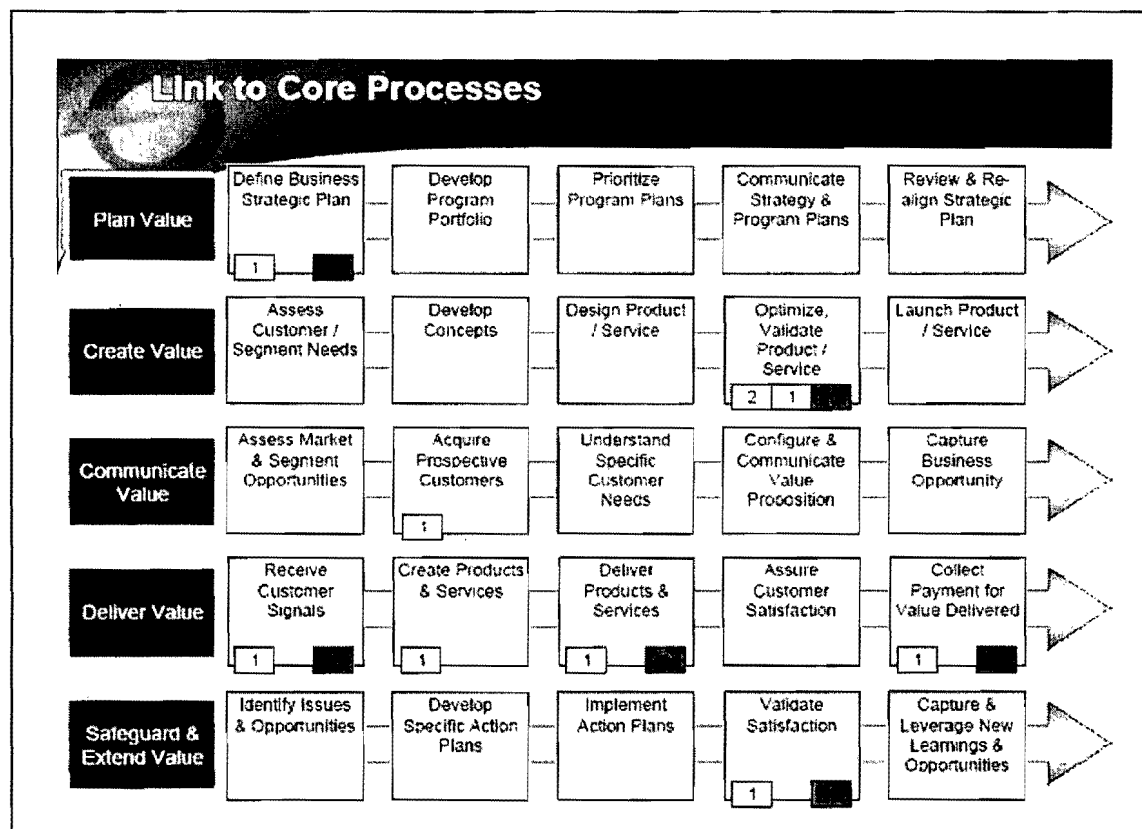 Link to Core Processes
Plan Value
Define Business
Strategic Plan
1
Develop
Program
Portfolio
Prioritize
Program Plans
Communicate
Strategy &
Program Plans
Review & Re-
align Strategic
Plan
Create Value
Assess
Customer /
Segment Needs
Develop
Concepts
Design Product
/ Service
Optimize,
Validate
Product /
Service
2 1
Launch Product
/ Service
Communicate
Value
Assess Market
& Segment
Opportunities
Acquire
Prospective
Customers
1
Understand
Specific
Customer
Needs
Configure &
Communicate
Value
Proposition
Capture
Business
Opportunity
Deliver Value
Receive
Customer
Signals
1
Create Products
& Services
1
Deliver
Products &
Services
1
Assure
Customer
Satisfaction
Collect
Payment for
Value Delivered
1
Safeguard &
Extend Value
Identify Issues
& Opportunities
Develop
Specific Action
Plans
Implement
Action Plans
Validate
Satisfaction
1
Capture &
Leverage New
Learnings &
Opportunities